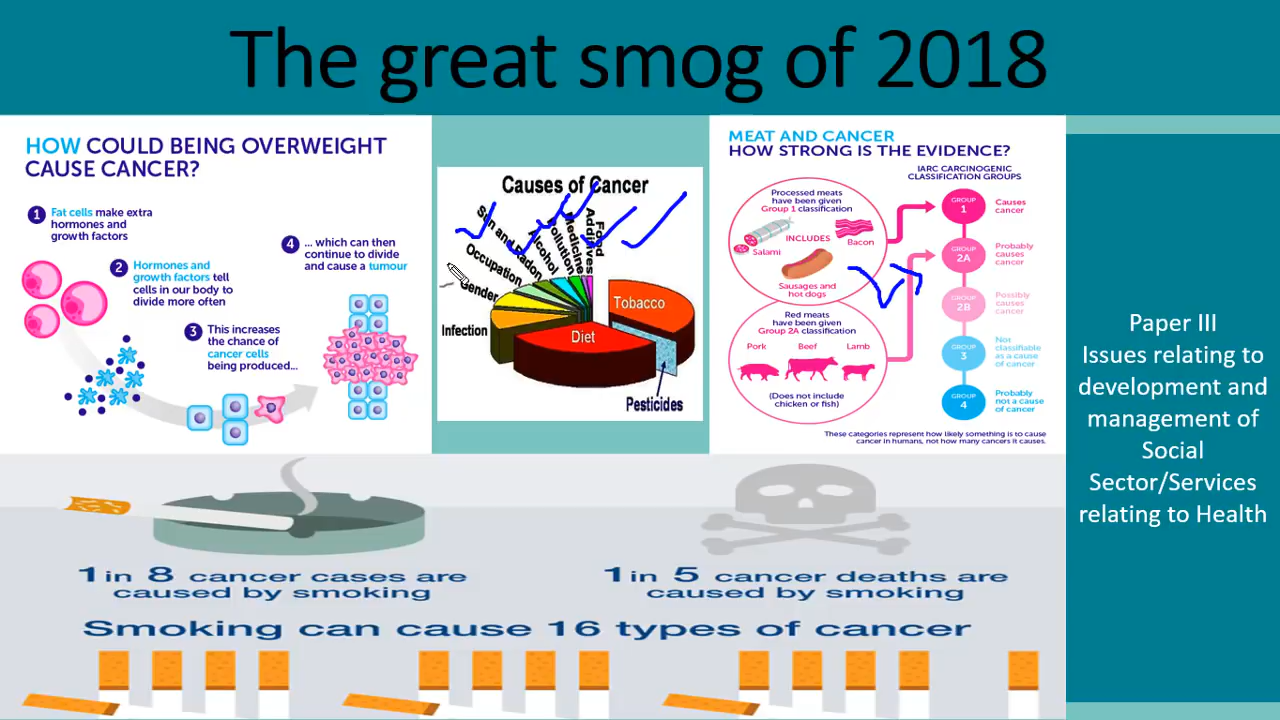 The great smog of 2018
HOW COULD BEING OVERWEIGHT
CAUSE CANCER?
1 Fat cells make extra
hormones and
growth factors
2 Hormones and
growth factors tell
cells in our body to
divide more often
3 This increases
the chance of
cancer cells
being produced...
4 ... which can then
continue to divide
and cause a tumour
Causes of Cancer
Sun and Radon
Occupation
Gender
Infection
Alcohol
Pollution
Medicine
Food
Additives
Tobacco
Diet
Pesticides
MEAT AND CANCER
HOW STRONG IS THE EVIDENCE?
IARC CARCINOGENIC
CLASSIFICATION GROUPS
Processed meats
have been given
Group 1 classification
INCLUDES
Salami
Bacon
Sausages and
hot dogs
Red meats
have been given
Group 2A classification
Pork Beef Lamb
(Does not include
chicken or fish)
GROUP
1
Causes
cancer
GROUP
2A
Probably
causes
cancer
GROUP
2B
Possibly
causes
cancer
GROUP
3
Not
classifiable
as a cause
of cancer
GROUP
4
Probably
not a cause
of cancer
These categories represent how likely something is to cause
cancer in humans, not how many cancers it causes.
1 in 8 cancer cases are
caused by smoking
1 in 5 cancer deaths are
caused by smoking
Smoking can cause 16 types of cancer
Paper III
Issues relating to
development and
management of
Social
Sector/Services
relating to Health